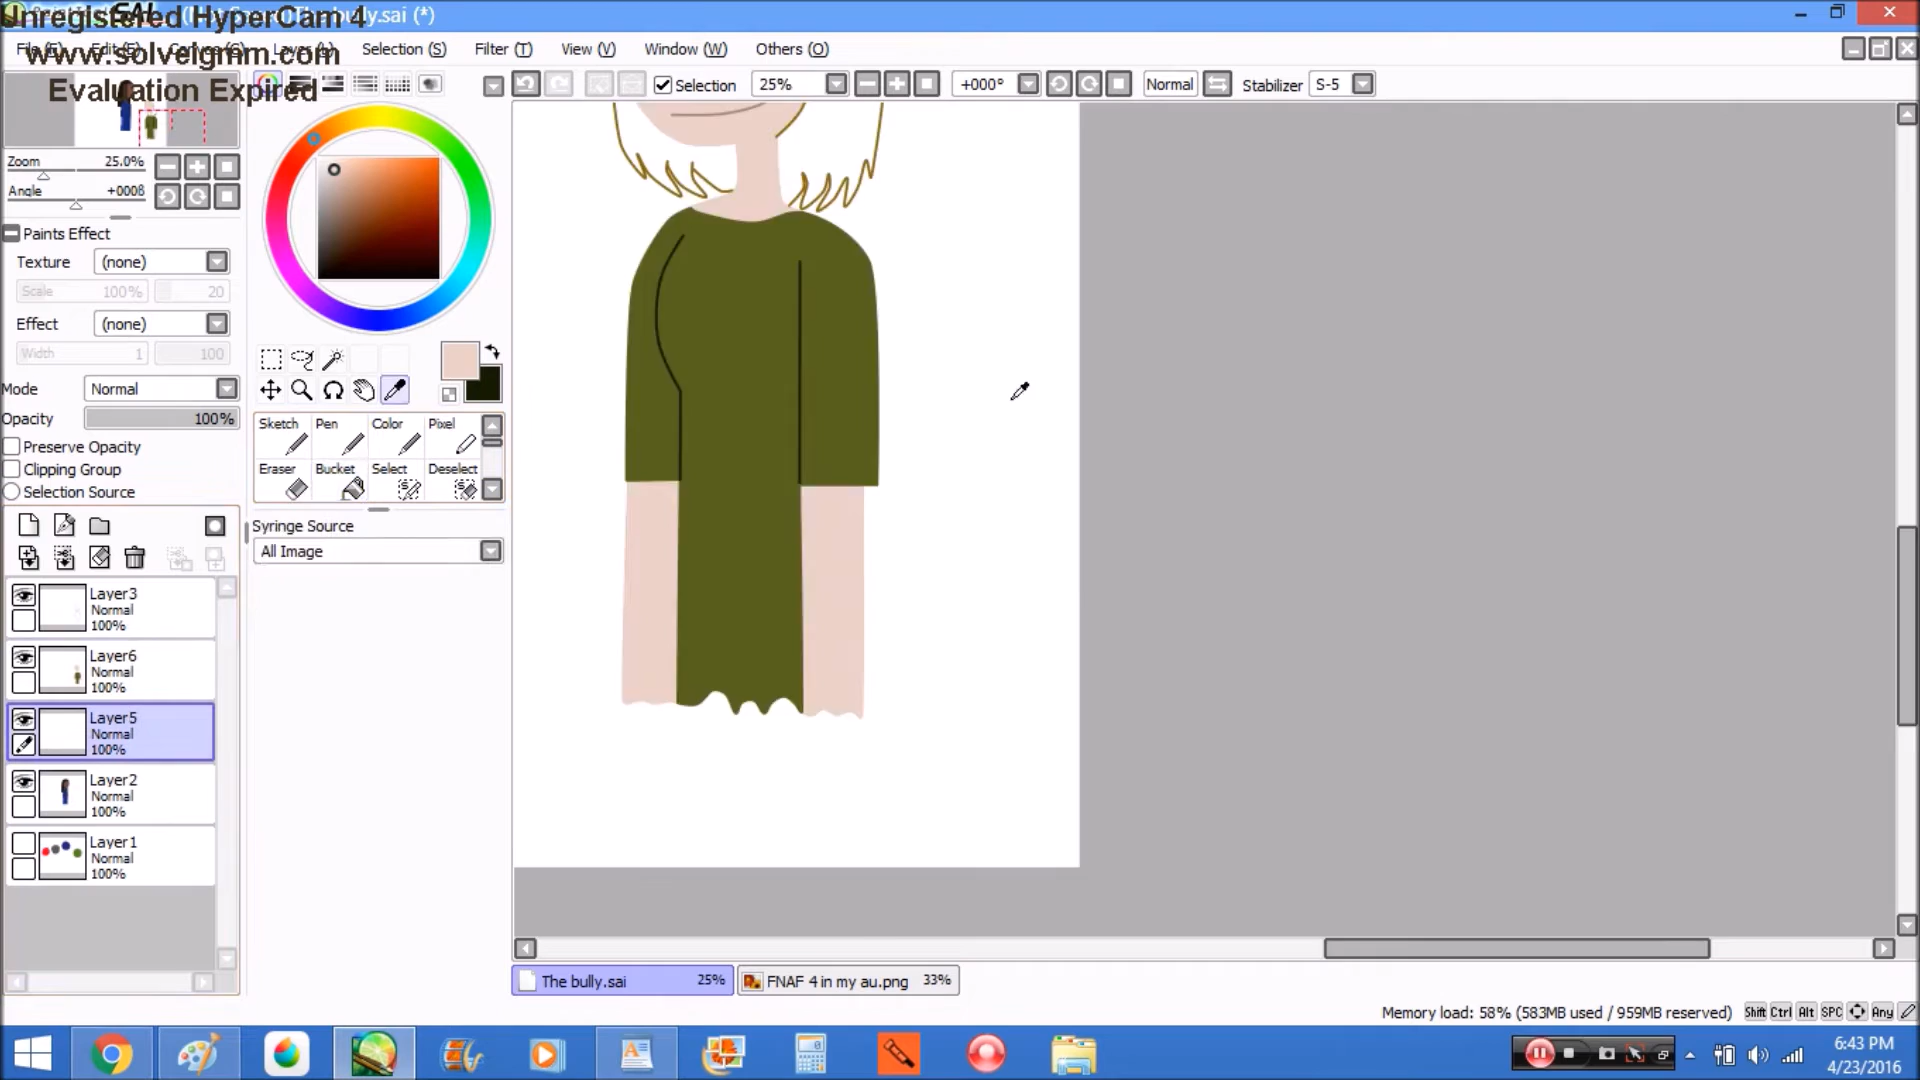 Unregistered HyperCam 4
www.solveigmm.com
Evaluation Expired
bully.sai (*)
Selection (S) Filter (T) View (V) Window (W) Others (O)
Selection 25% +000° Normal Stabilizer S-5
Zoom 25.0%
Angle +000ß
Paints Effect
Texture (none)
Scale 100% 20
Effect (none)
Width 1 100
Mode Normal
Opacity 100%
Preserve Opacity
Clipping Group
Selection Source
Sketch Pen Color Pixel
Eraser Bucket Select Deselect
Syringe Source
All Image
Layer3
Normal
100%
Layer6
Normal
100%
Layer5
Normal
100%
Layer2
Normal
100%
Layer1
Normal
100%
The bully.sai 25% FNAF 4 in my au.png 33%
Memory load: 58% (583MB used / 959MB reserved) Shift Ctrl Alt SPC Any
6:43 PM
4/23/2016